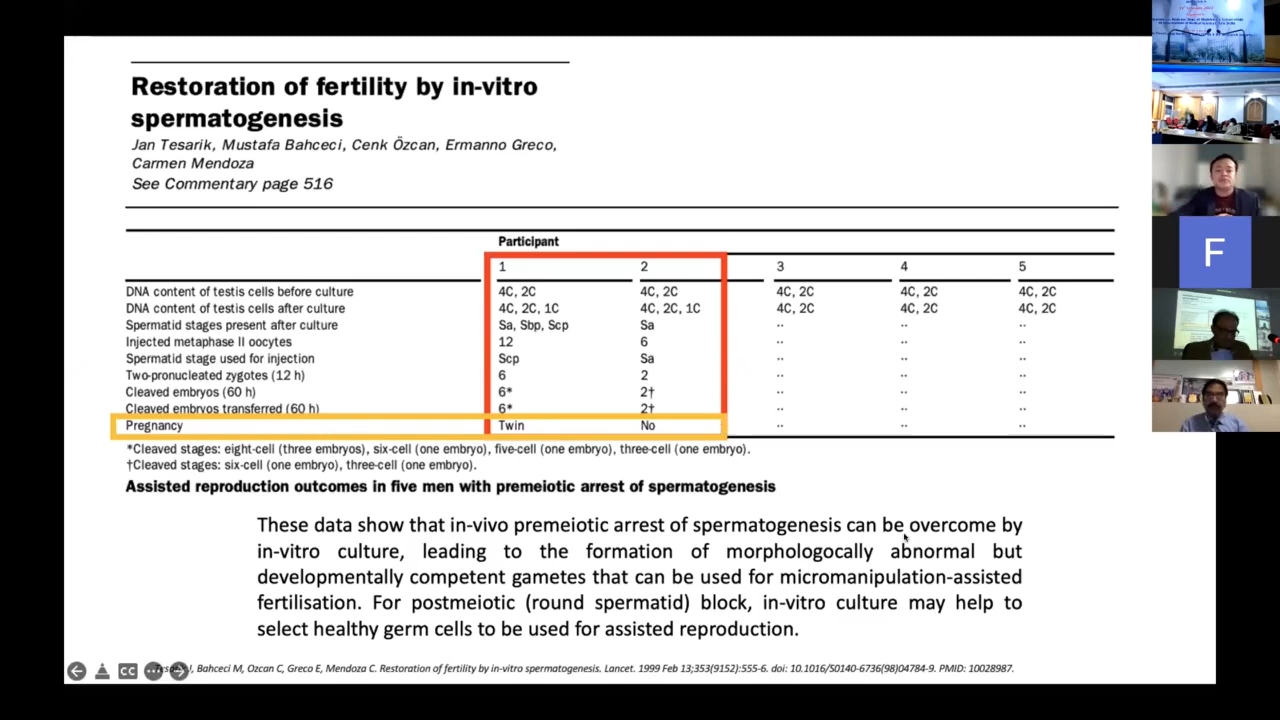 Restoration of fertility by in-vitro
spermatogenesis
Jan Tesarik, Mustafa Bahceci, Cenk Özcan, Ermanno Greco,
Carmen Mendoza
See Commentary page 516
Participant
1 2 3 4 5
DNA content of testis cells before culture 4C, 2C 4C, 2C 4C, 2C 4C, 2C 4C, 2C
DNA content of testis cells after culture 4C, 2C, 1C 4C, 2C, 1C 4C, 2C 4C, 2C 4C, 2C
Spermatid stages present after culture Sa, Sbp, Scp Sa .. .. ..
Injected metaphase II oocytes 12 6 .. .. ..
Spermatid stage used for injection Scp Sa .. .. ..
Two-pronucleated zygotes (12 h) 6 2 .. .. ..
Cleaved embryos (60 h) 6* 2† .. .. ..
Cleaved embryos transferred (60 h) 6* 2† .. .. ..
Pregnancy Twin No .. .. ..
*Cleaved stages: eight-cell (three embryos), six-cell (one embryo), five-cell (one embryo), three-cell (one embryo).
†Cleaved stages: six-cell (one embryo), three-cell (one embryo).
Assisted reproduction outcomes in five men with premeiotic arrest of spermatogenesis
These data show that in-vivo premeiotic arrest of spermatogenesis can be overcome by
in-vitro culture, leading to the formation of morphologocally abnormal but
developmentally competent gametes that can be used for micromanipulation-assisted
fertilisation. For postmeiotic (round spermatid) block, in-vitro culture may help to
select healthy germ cells to be used for assisted reproduction.
J, Bahceci M, Ozcan C, Greco E, Mendoza C. Restoration of fertility by in-vitro spermatogenesis. Lancet. 1999 Feb 13;353(9152):555-6. doi: 10.1016/S0140-6736(98)04784-9. PMID: 10028987.
CC
F